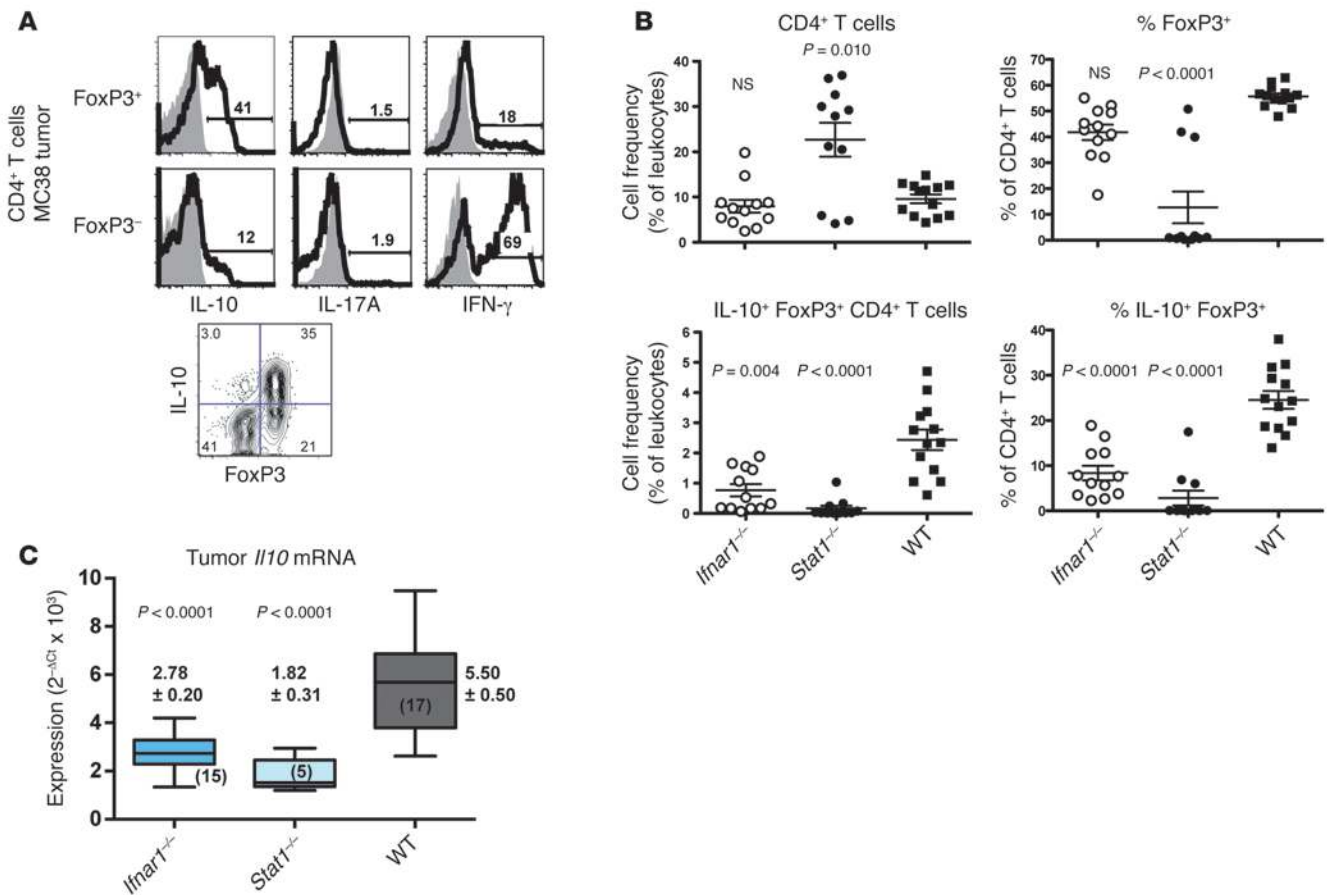 A
CD4⁺ T cells
MC38 tumor
FoxP3⁺
41
1.5
18
FoxP3⁻
12
1.9
69
IL-10
IL-17A
IFN-γ
3.0
35
41
21
IL-10
FoxP3
B
CD4⁺ T cells
P = 0.010
NS
Cell frequency
(% of leukocytes)
40
30
20
10
0
% FoxP3⁺
NS
P < 0.0001
% of CD4⁺ T cells
70
60
50
40
30
20
10
0
IL-10⁺ FoxP3⁺ CD4⁺ T cells
P = 0.004
P < 0.0001
Cell frequency
(% of leukocytes)
6
5
4
3
2
1
0
Ifnar1⁻/⁻
Stat1⁻/⁻
WT
% IL-10⁺ FoxP3⁺
P < 0.0001
P < 0.0001
% of CD4⁺ T cells
40
30
20
10
0
Ifnar1⁻/⁻
Stat1⁻/⁻
WT
C
Tumor Il10 mRNA
Expression (2⁻ΔCt x 10³)
10
8
6
4
2
0
P < 0.0001
P < 0.0001
2.78
± 0.20
1.82
± 0.31
5.50
± 0.50
(15)
(5)
(17)
Ifnar1⁻/⁻
Stat1⁻/⁻
WT